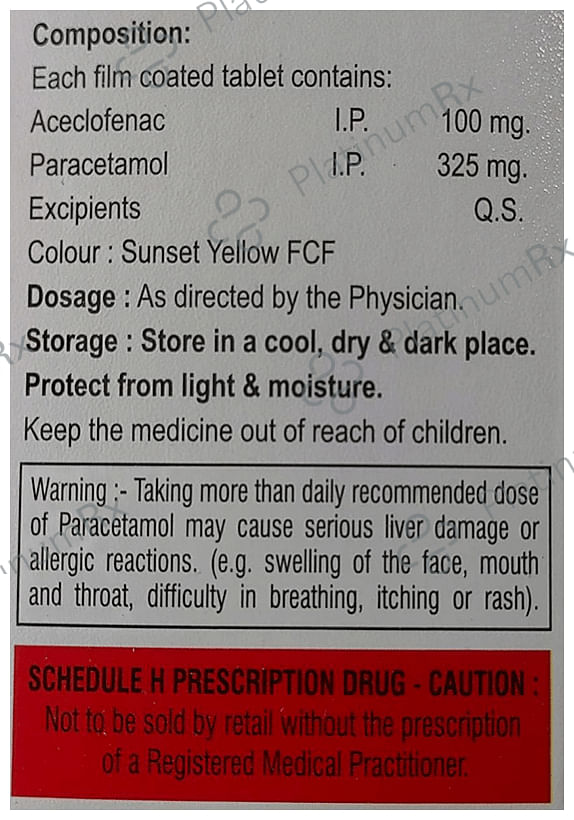 Composition:
Each film coated tablet contains:
Aceclofenac I.P. 100 mg.
Paracetamol I.P. 325 mg.
Excipients Q.S.
Colour : Sunset Yellow FCF
Dosage : As directed by the Physician.
Storage : Store in a cool, dry & dark place.
Protect from light & moisture.
Keep the medicine out of reach of children.
Warning :- Taking more than daily recommended dose
of Paracetamol may cause serious liver damage or
allergic reactions. (e.g. swelling of the face, mouth
and throat, difficulty in breathing, itching or rash).
SCHEDULE H PRESCRIPTION DRUG - CAUTION :
Not to be sold by retail without the prescription
of a Registered Medical Practitioner.
PlatinumRx
PlatinumRx